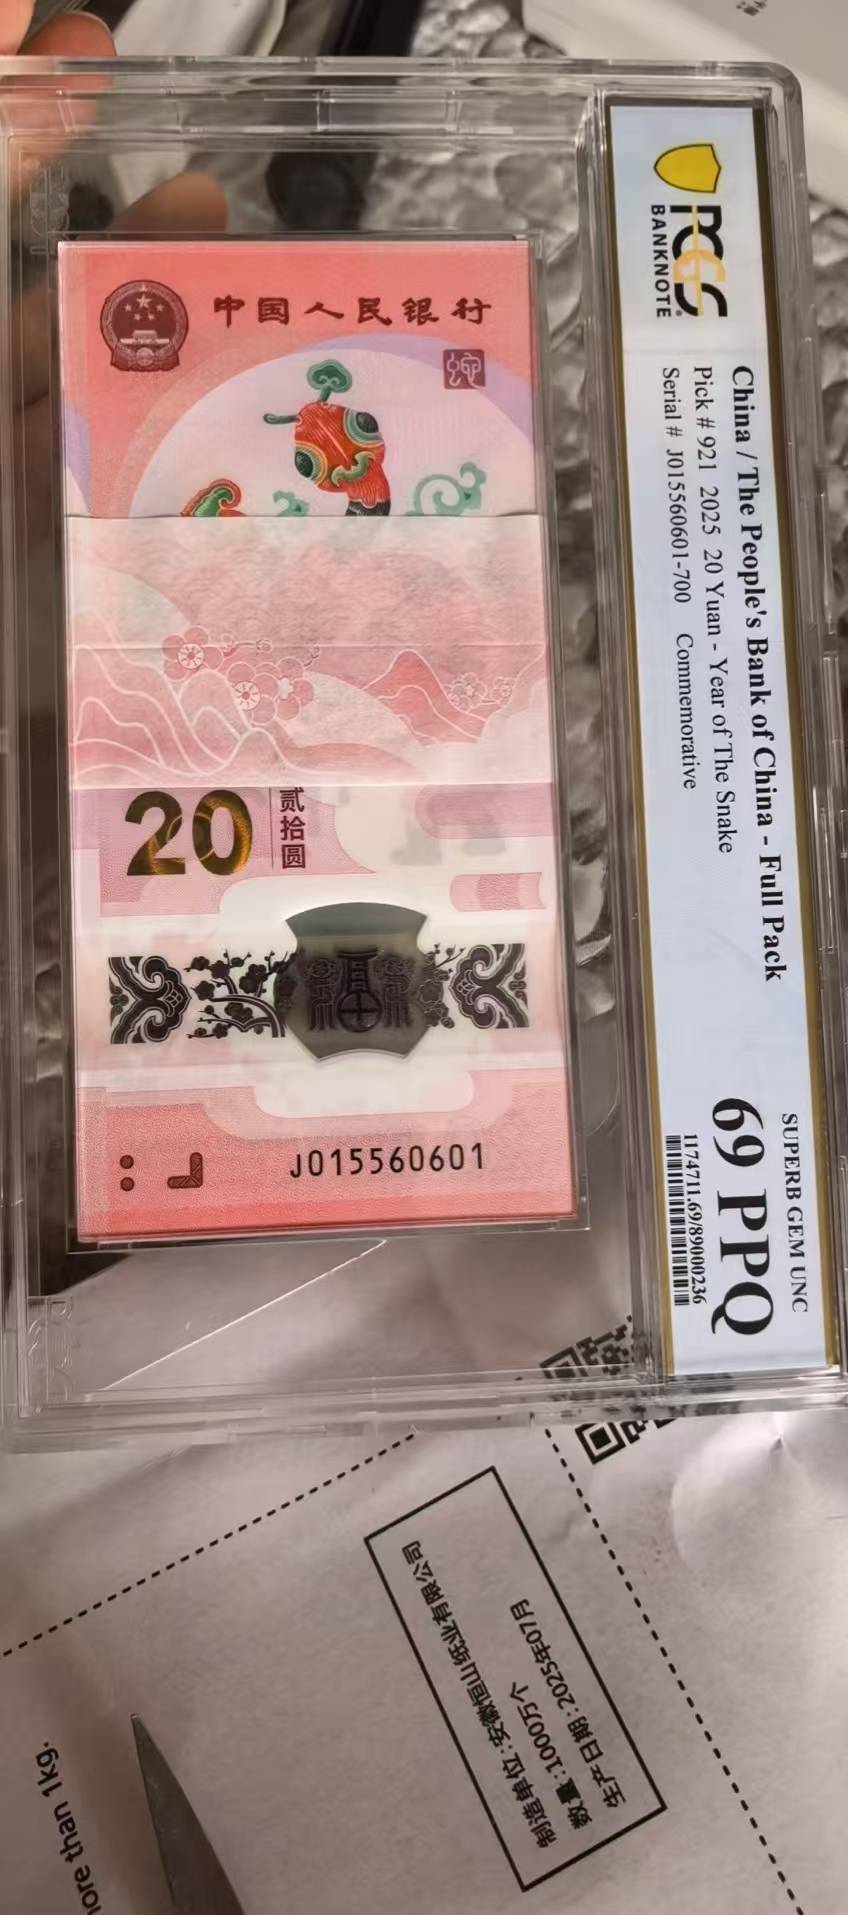 中国人民银行
20
贰拾圆
J015560601
PCGS
BANKNOTE
China / The People's Bank of China - Full Pack
Pick # 921 2025 20 Yuan - Year of The Snake
Serial # J015560601-700 Commemorative
SUPERB GEM UNC
69 PPQ
1174711.69/89000236
制造单位:安徽恒山纸业有限公司
数量:1000万个
生产日期:2025年07月
more than 1kg.